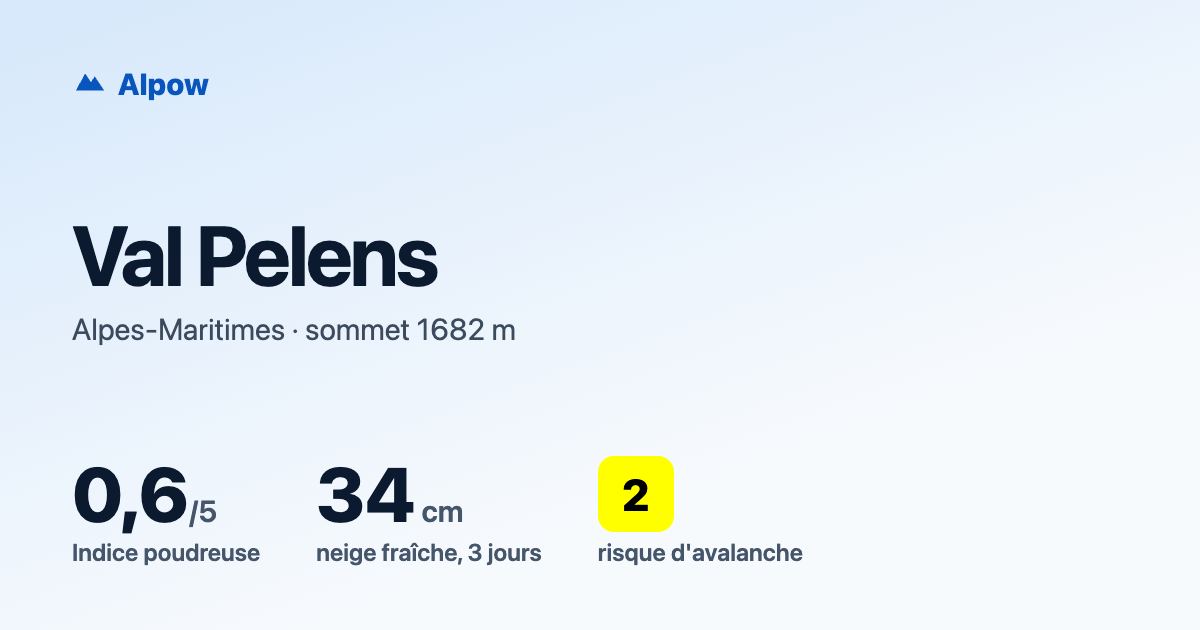 Alpow
Val Pelens
Alpes-Maritimes · sommet 1682 m
0,6/5
Indice poudreuse
34 cm
neige fraîche, 3 jours
2
risque d'avalanche